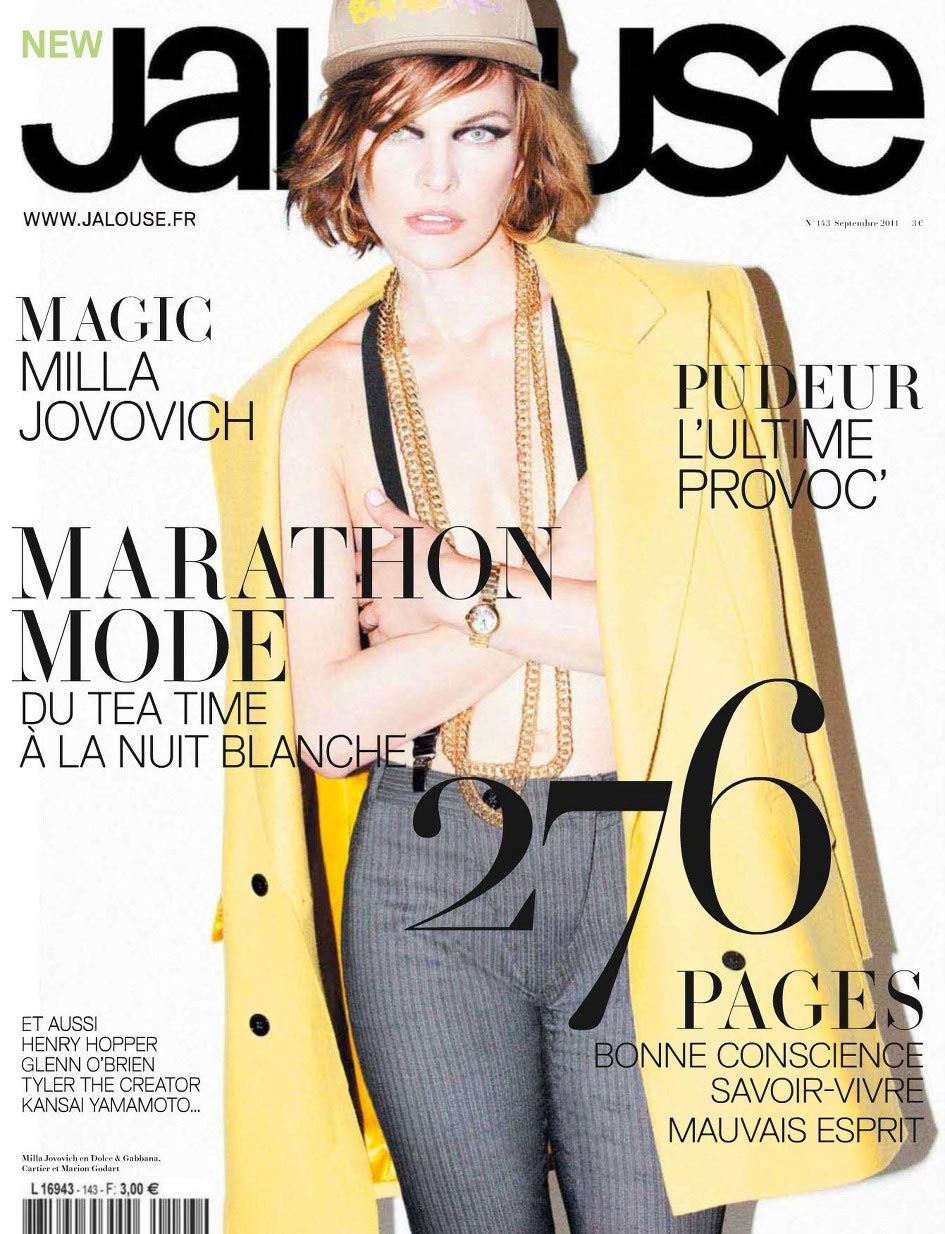 NEW
Jalouse
WWW.JALOUSE.FR
N°143 Septembre 2011 3€
MAGIC
MILLA
JOVOVICH
PUDEUR
L'ULTIME
PROVOC'
MARATHON
MODE
DU TEA TIME
À LA NUIT BLANCHE
276
PAGES
BONNE CONSCIENCE
SAVOIR-VIVRE
MAUVAIS ESPRIT
ET AUSSI
HENRY HOPPER
GLENN O'BRIEN
TYLER THE CREATOR
KANSAI YAMAMOTO...
Milla Jovovich en Dolce & Gabbana,
Cartier et Marion Godart
L 16943 - 143 - F: 3,00 €